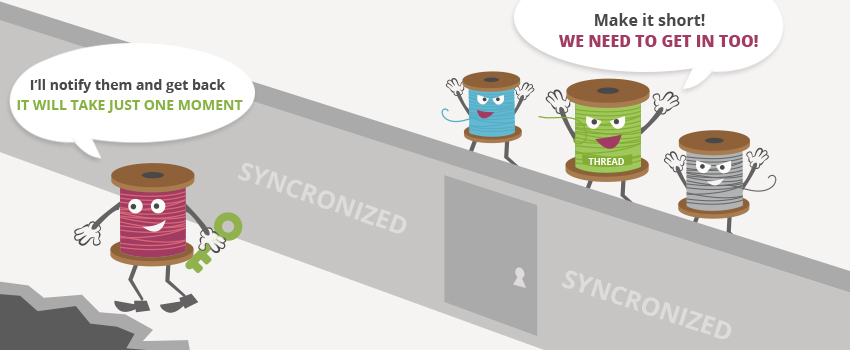 Make it short!
WE NEED TO GET IN TOO!
I'll notify them and get back
IT WILL TAKE JUST ONE MOMENT
THREAD
SYNCRONIZED
SYNCRONIZED